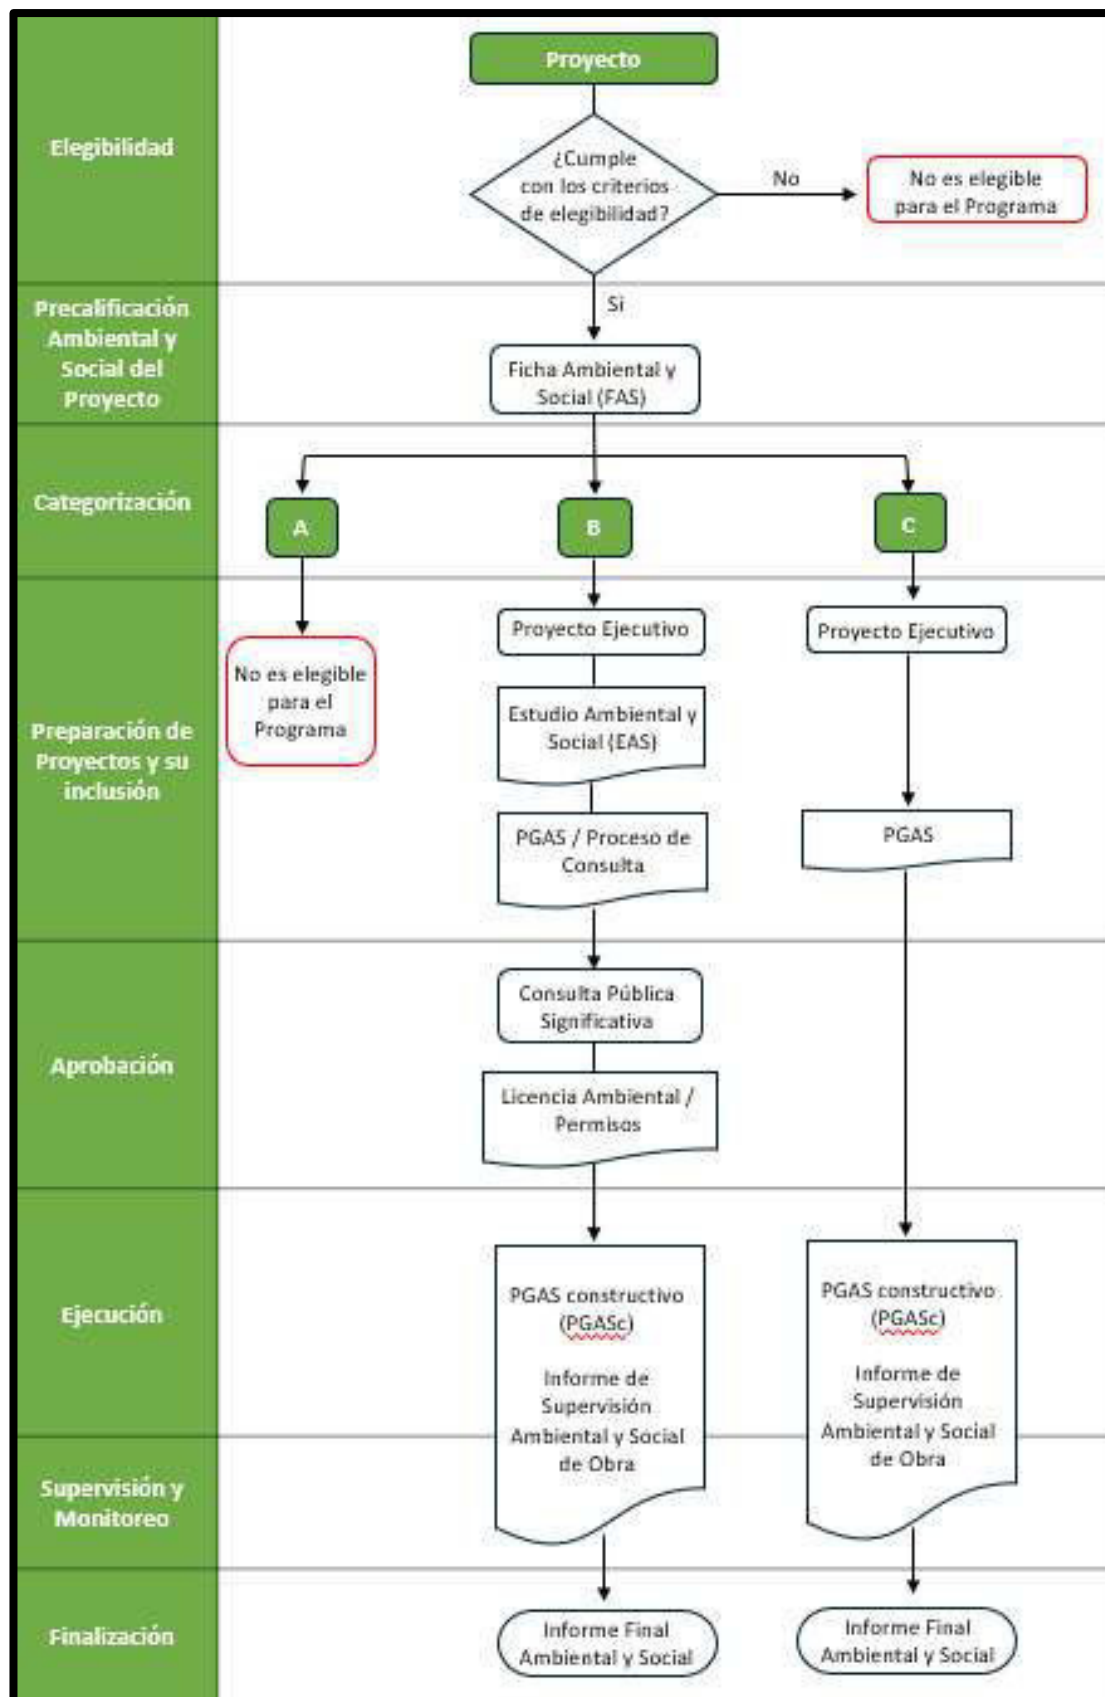 Proyecto
Elegibilidad
¿Cumple
con los criterios
de elegibilidad?
No
No es elegible
para el Programa
Si
Precalificación
Ambiental y
Social del
Proyecto
Ficha Ambiental y
Social (FAS)
Categorización
A
B
C
Preparación de
Proyectos y su
inclusión
No es elegible
para el
Programa
Proyecto Ejecutivo
Estudio Ambiental y
Social (EAS)
PGAS / Proceso de
Consulta
Proyecto Ejecutivo
PGAS
Aprobación
Consulta Pública
Significativa
Licencia Ambiental /
Permisos
Ejecución
PGAS constructivo
(PGASc)
Informe de
Supervisión
Ambiental y Social
de Obra
PGAS constructivo
(PGASc)
Informe de
Supervisión
Ambiental y Social
de Obra
Supervisión y
Monitoreo
Finalización
Informe Final
Ambiental y Social
Informe Final
Ambiental y Social